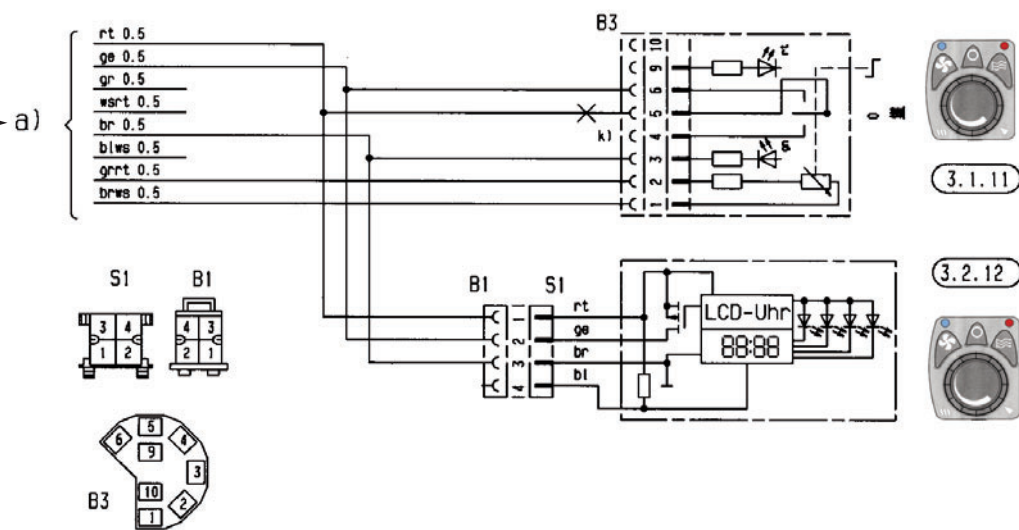 rt 0.5
ge 0.5
gr 0.5
wsrt 0.5
br 0.5
blws 0.5
grrt 0.5
brws 0.5
a)
B3
10
9
6
5
k) 4
3
2
1
0
3.1.11
S1 B1
3 4 4 3
1 2 2 1
B1 S1
1 rt
2 ge
3 br
4 bl
LCD-Uhr
88:88
3.2.12
B3
5
6 4
9
3
10
2
1